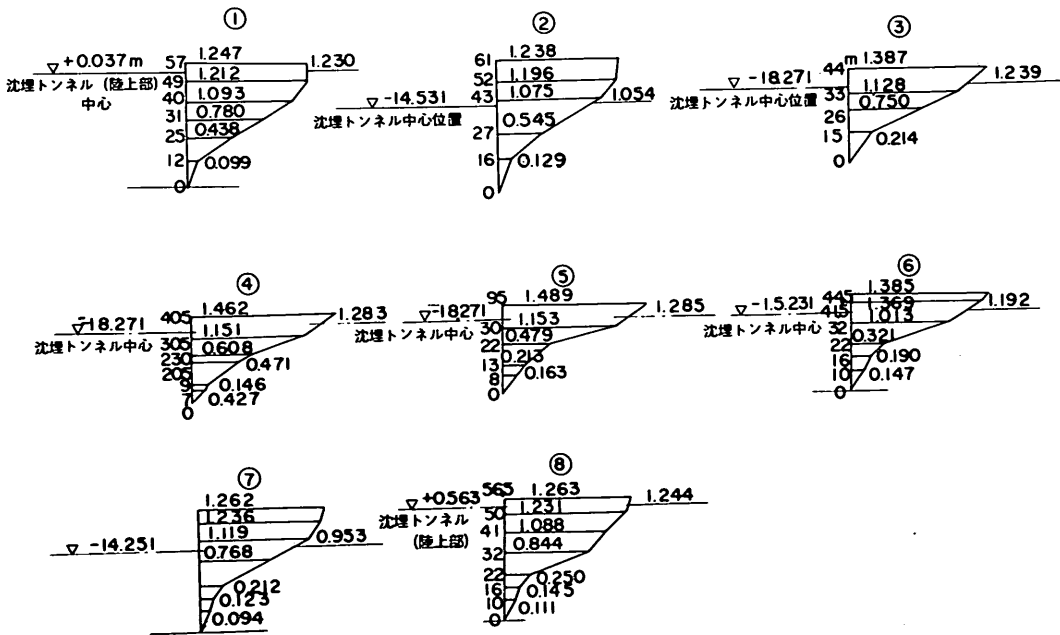 ①
57 1.247
▽ +0.037m 1.230
沈埋トンネル (陸上部) 49 1.212
中心
40 1.093
31 0.780
25 0.438
12 0.099
0
②
61 1.238
52 1.196
▽ -14.531 43 1.075 1.054
沈埋トンネル中心位置
27 0.545
16 0.129
0
③
44 m 1.387
▽ -18.271 1.239
沈埋トンネル中心位置 33 1.128
26 0.750
15 0.214
0
④
405 1.462
▽ -18.271 1.283
沈埋トンネル中心 305 1.151
230 0.608
205 0.471
9 0.146
7 0.427
0
⑤
95 1.489
▽ -18271 1.285
沈埋トンネル中心 30 1.153
22 0.479
13 0.213
8 0.163
0
⑥
445 1.385
▽ -1.5.231 415 1.369 1.192
沈埋トンネル中心 32 1.013
22 0.321
16 0.190
10 0.147
0
⑦
1.262
1.236
1.119
▽ -14.251 0.768 0.953
0.212
0.123
0.094
⑧
565 1.263
▽ +0.563 1.244
沈埋トンネル 50 1.231
(陸上部) 41 1.088
32 0.844
22 0.250
16 0.145
10 0.111
0